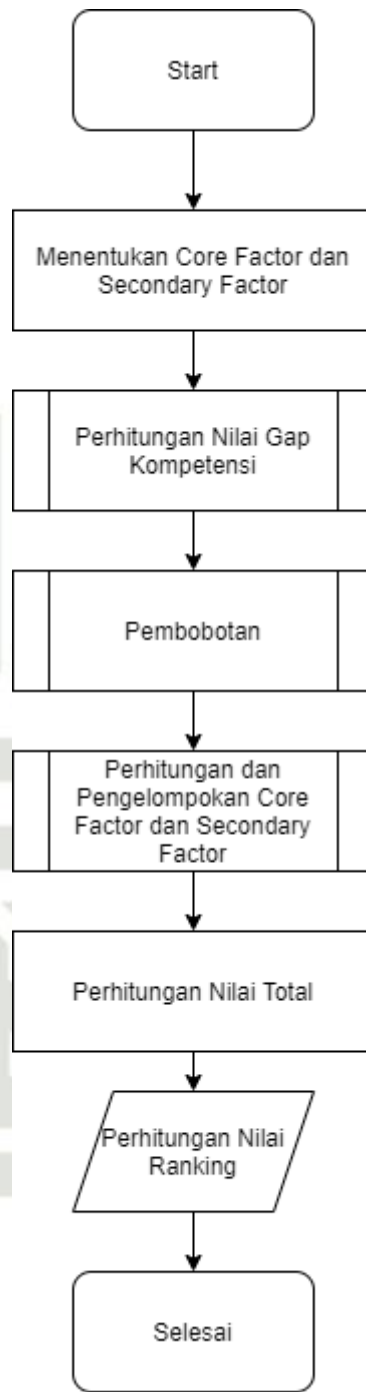 Start
Menentukan Core Factor dan
Secondary Factor
Perhitungan Nilai Gap
Kompetensi
Pembobotan
Perhitungan dan
Pengelompokan Core
Factor dan Secondary
Factor
Perhitungan Nilai Total
Perhitungan Nilai
Ranking
Selesai